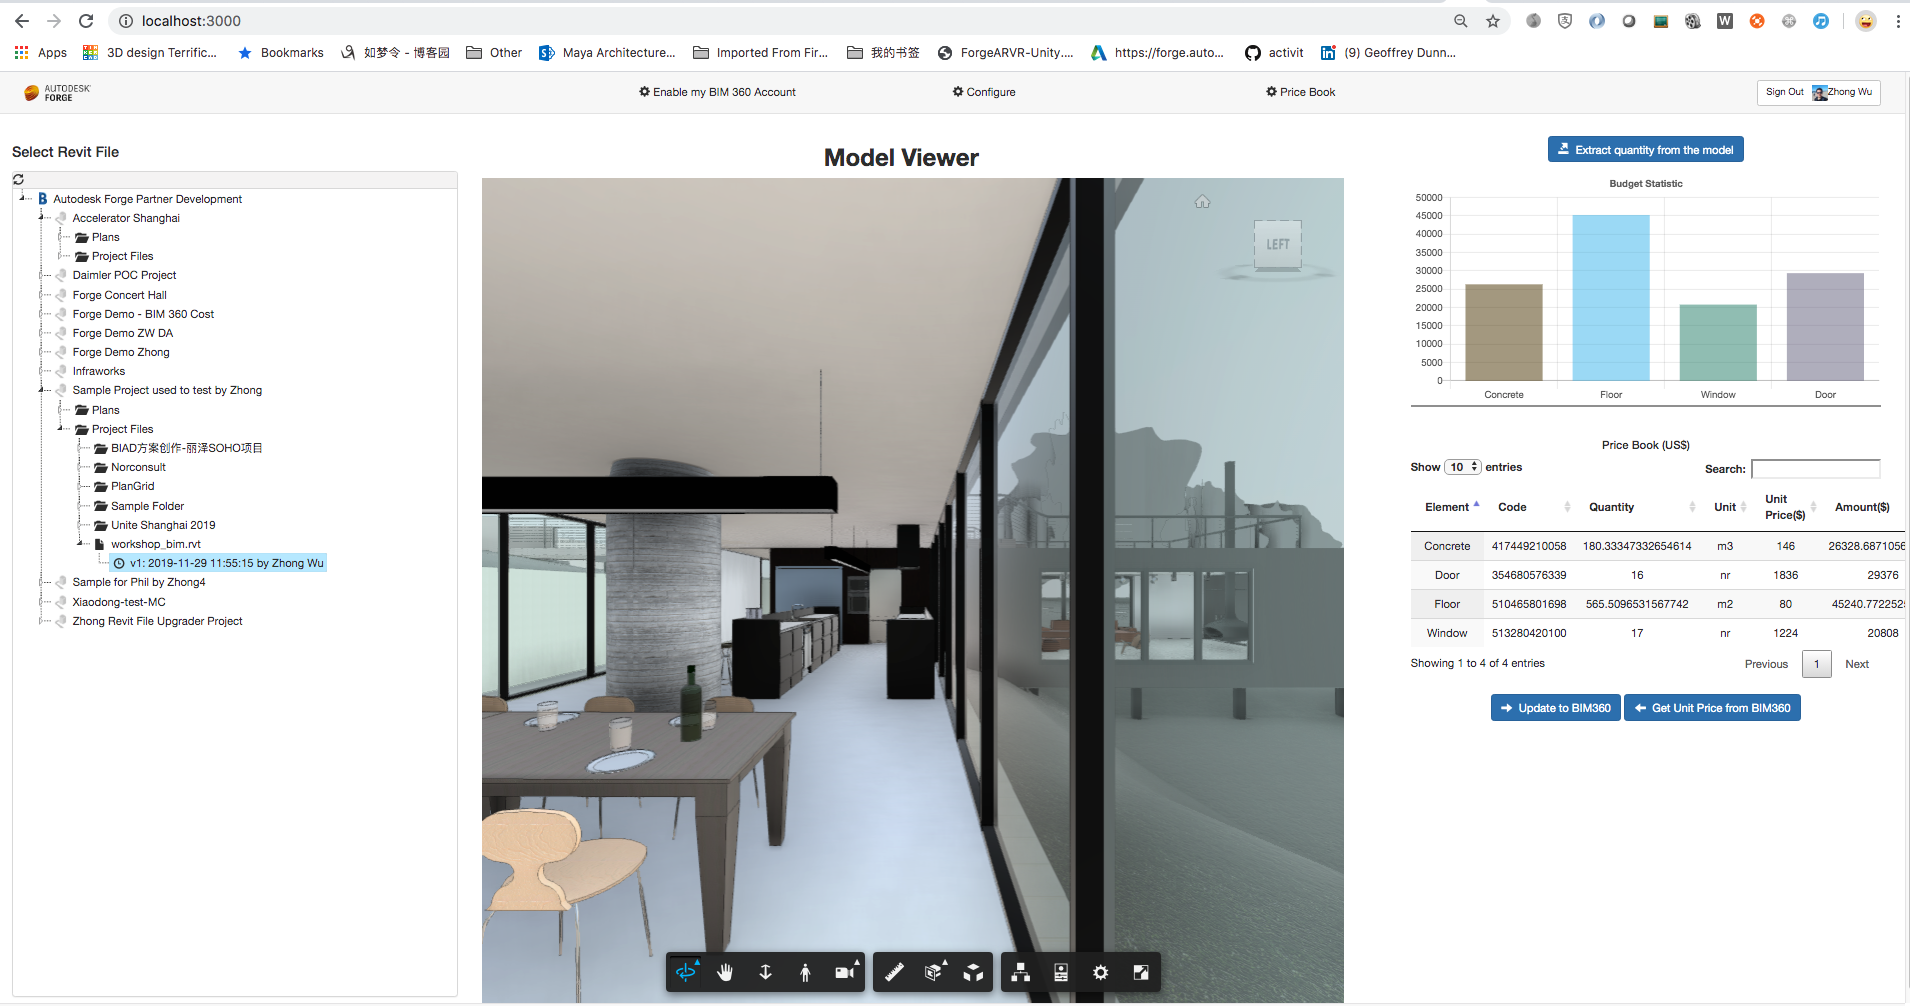 localhost:3000
Apps
3D design Terrific...
Bookmarks
如梦令 - 博客园
Other
Maya Architecture...
Imported From Fir...
我的书签
ForgeARVR-Unity....
https://forge.auto...
activit
(9) Geoffrey Dunn...
AUTODESK
FORGE
Enable my BIM 360 Account
Configure
Price Book
Sign Out
Zhong Wu
Select Revit File
Autodesk Forge Partner Development
Accelerator Shanghai
Plans
Project Files
Daimler POC Project
Forge Concert Hall
Forge Demo - BIM 360 Cost
Forge Demo ZW DA
Forge Demo Zhong
Infraworks
Sample Project used to test by Zhong
Plans
Project Files
BIAD方案创作-丽泽SOHO项目
Norconsult
PlanGrid
Sample Folder
Unite Shanghai 2019
workshop_bim.rvt
v1: 2019-11-29 11:55:15 by Zhong Wu
Sample for Phil by Zhong4
Xiaodong-test-MC
Zhong Revit File Upgrader Project
Model Viewer
LEFT
Extract quantity from the model
Budget Statistic
50000
45000
40000
35000
30000
25000
20000
15000
10000
5000
0
Concrete Floor Window Door
Price Book (US$)
Show 10 entries
Search:
Element Code Quantity Unit Unit Price($) Amount($)
Concrete 417449210058 180.33347332654614 m3 146 26328.6871056
Door 354680576339 16 nr 1836 29376
Floor 510465801698 565.5096531567742 m2 80 45240.7722525
Window 513280420100 17 nr 1224 20808
Showing 1 to 4 of 4 entries
Previous 1 Next
Update to BIM360
Get Unit Price from BIM360